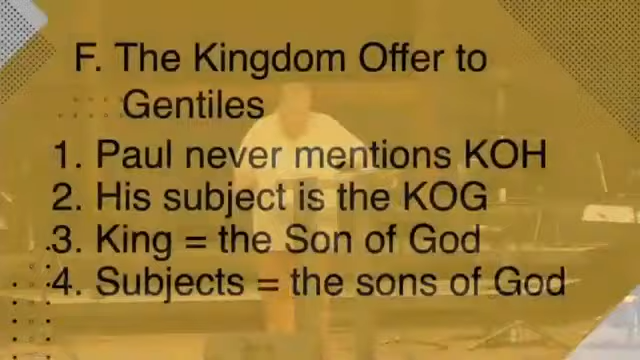 F. The Kingdom Offer to
Gentiles
1. Paul never mentions KOH
2. His subject is the KOG
3. King = the Son of God
4. Subjects = the sons of God